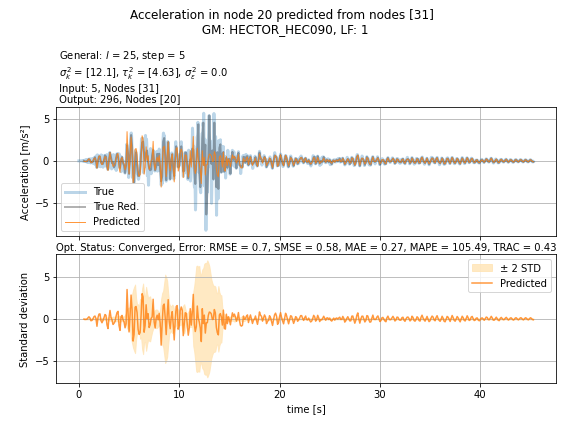 Acceleration in node 20 predicted from nodes [31]
GM: HECTOR_HEC090, LF: 1
General: l = 25, step = 5
σ²ₖ = [12.1], τ²ₖ = [4.63], σ²ε = 0.0
Input: 5, Nodes [31]
Output: 296, Nodes [20]
Acceleration [m/s²]
5
0
−5
True
True Red.
Predicted
Opt. Status: Converged, Error: RMSE = 0.7, SMSE = 0.58, MAE = 0.27, MAPE = 105.49, TRAC = 0.43
Standard deviation
5
0
−5
± 2 STD
Predicted
0 10 20 30 40
time [s]